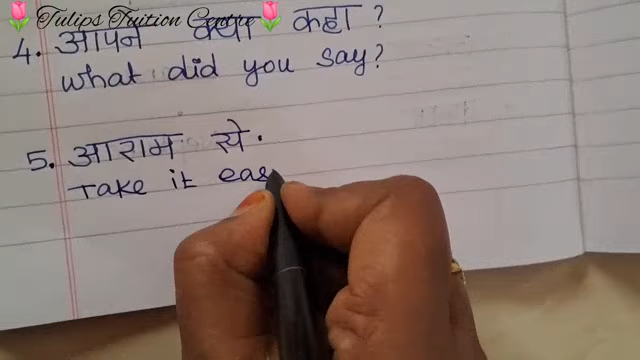 Tulips Tuition Centre
4. आपने क्या कहा ?
what did you say?
5. आराम से.
Take it eas